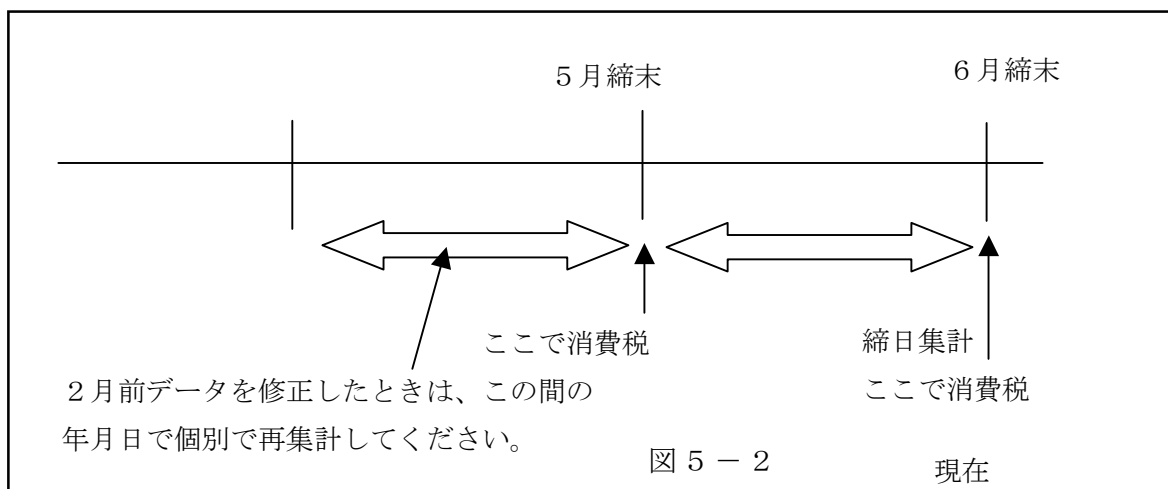 ５月締末
６月締末
ここで消費税
締日集計
ここで消費税
２月前データを修正したときは、この間の
年月日で個別で再集計してください。
図５－２
現在